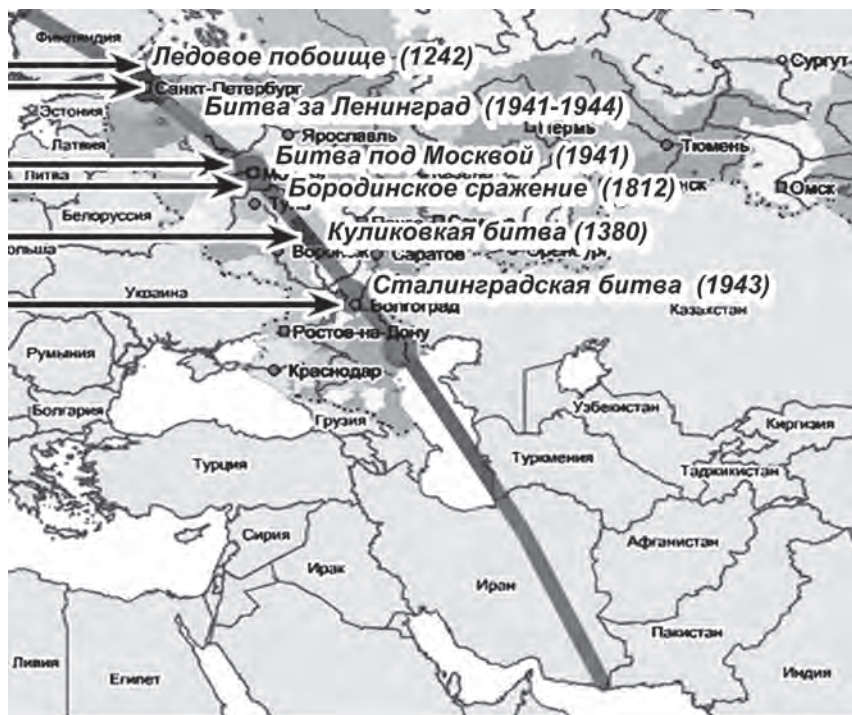 Финляндия
Ледовое побоище (1242)
Сургут
Санкт-Петербург
Эстония
Битва за Ленинград (1941-1944)
Ярославль
Пермь
Латвия
Тюмень
Битва под Москвой (1941)
Литва
Омск
Бородинское сражение (1812)
Белоруссия
Куликовкая битва (1380)
Воронеж
Саратов
Сталинградская битва (1943)
Украина
Волгоград
Казахстан
Ростов-на-Дону
Румыния
Краснодар
Болгария
Узбекистан
Грузия
Киргизия
Турция
Туркмения
Таджикистан
Сирия
Афганистан
Ирак
Иран
Пакистан
Ливия
Египет
Индия